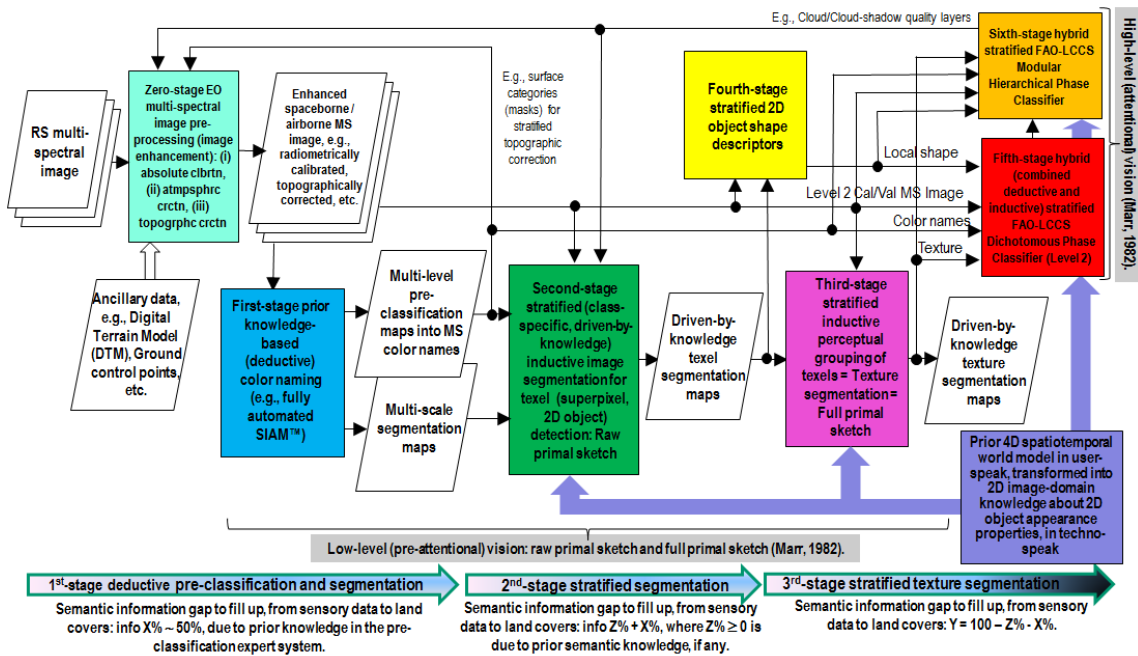 E.g., Cloud/Cloud-shadow quality layers
RS multi-
spectral
image
Zero-stage EO
multi-spectral
image pre-
processing (image
enhancement): (i)
absolute clbrtn,
(ii) atmpsphrc
crctn, (iii)
topogrphc crctn
Enhanced
spaceborne /
airborne MS
image, e.g.,
radiometrically
calibrated,
topographically
corrected, etc.
E.g., surface
categories
(masks) for
stratified
topographic
correction
Fourth-stage
stratified 2D
object shape
descriptors
Sixth-stage hybrid
stratified FAO-LCCS
Modular
Hierarchical Phase
Classifier
High-level (attentional) vision (Marr, 1982).
Local shape
Level 2 Cal/Val MS Image
Color names
Texture
Fifth-stage hybrid
(combined
deductive and
inductive) stratified
FAO-LCCS
Dichotomous Phase
Classifier (Level 2)
Ancillary data,
e.g., Digital
Terrain Model
(DTM), Ground
control points,
etc.
First-stage prior
knowledge-
based
(deductive)
color naming
(e.g., fully
automated
SIAM™)
Multi-level
pre-
classification
maps into MS
color names
Multi-scale
segmentation
maps
Second-stage
stratified (class-
specific, driven-by-
knowledge)
inductive image
segmentation for
texel (superpixel,
2D object)
detection: Raw
primal sketch
Driven-by-
knowledge
texel
segmentation
maps
Third-stage
stratified
inductive
perceptual
grouping of
texels = Texture
segmentation =
Full primal
sketch
Driven-by-
knowledge
texture
segmentation
maps
Prior 4D spatiotemporal
world model in user-
speak, transformed into
2D image-domain
knowledge about 2D
object appearance
properties, in techno-
speak
Low-level (pre-attentional) vision: raw primal sketch and full primal sketch (Marr, 1982).
1st-stage deductive pre-classification and segmentation
Semantic information gap to fill up, from sensory data to land
covers: info X% ~ 50%, due to prior knowledge in the pre-
classification expert system.
2nd-stage stratified segmentation
Semantic information gap to fill up, from sensory
data to land covers: info Z% + X%, where Z% ≥ 0 is
due to prior semantic knowledge, if any.
3rd-stage stratified texture segmentation
Semantic information gap to fill up, from sensory
data to land covers: Y = 100 – Z% - X%.